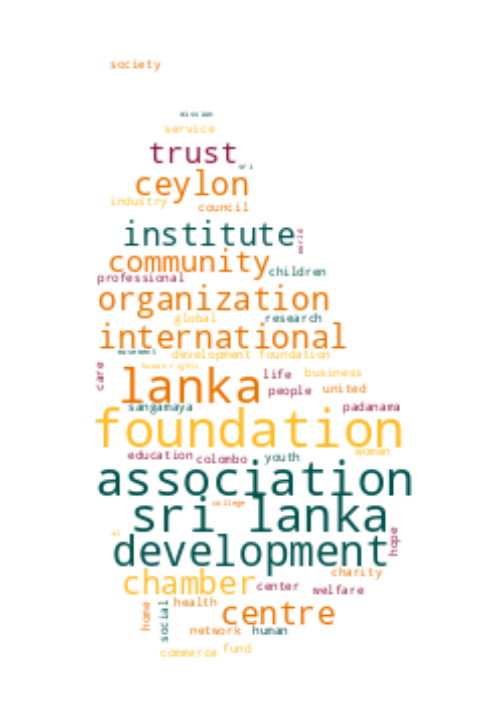 society
mission
service
trust
sri
ceylon
industry
council
institute
world
community
children
professional
organization
global
research
international
movement
development foundation
human rights
care
lanka
life
business
people
united
sangamaya
padanama
foundation
women
education
colombo
youth
association
college
sri lanka
al
hope
development
charity
chamber
center
welfare
home
social
health
centre
network
human
commerce
fund